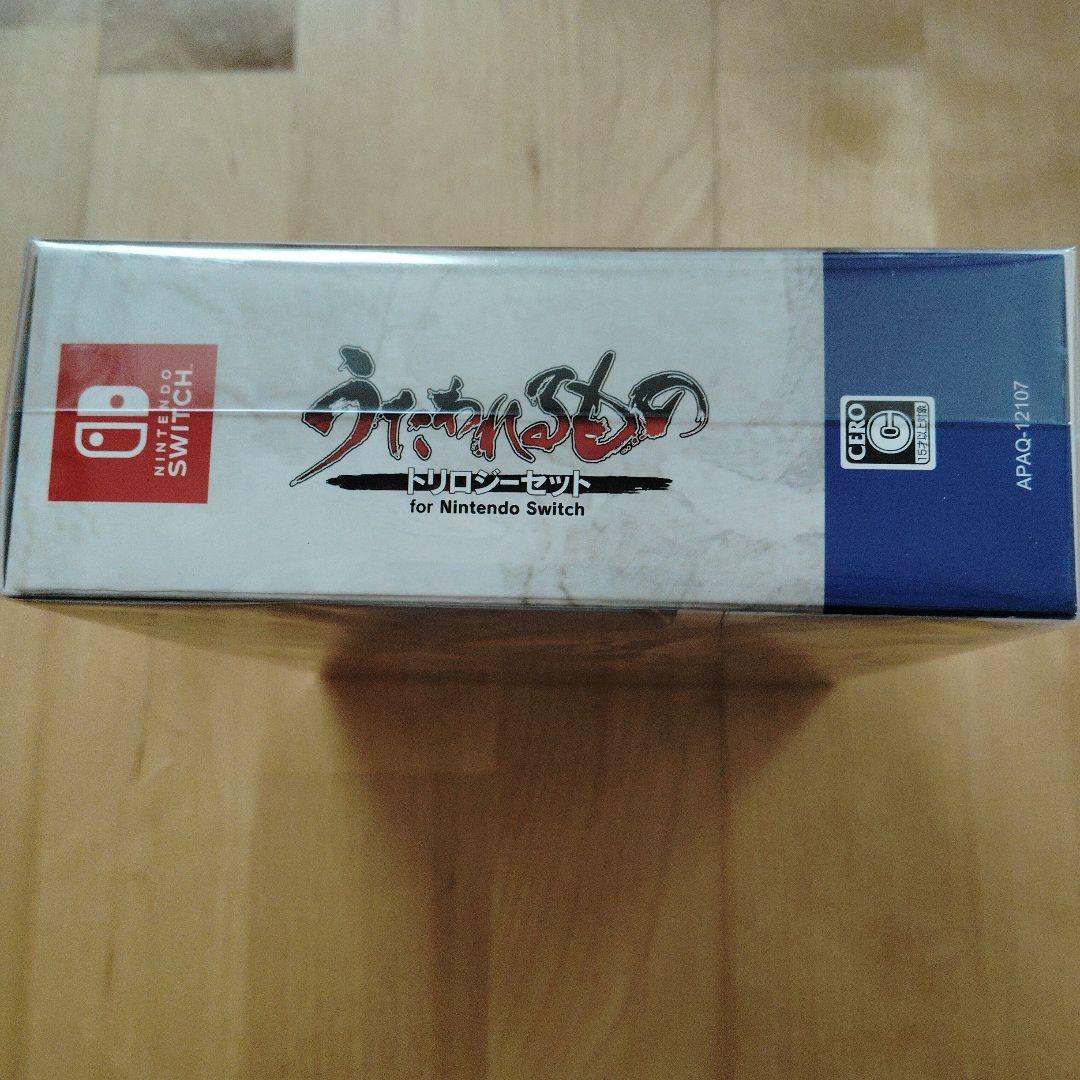 NINTENDO
SWITCH
うたわれるもの
トリロジーセット
for Nintendo Switch
CERO
C
15才以上対象
APAQ-12107